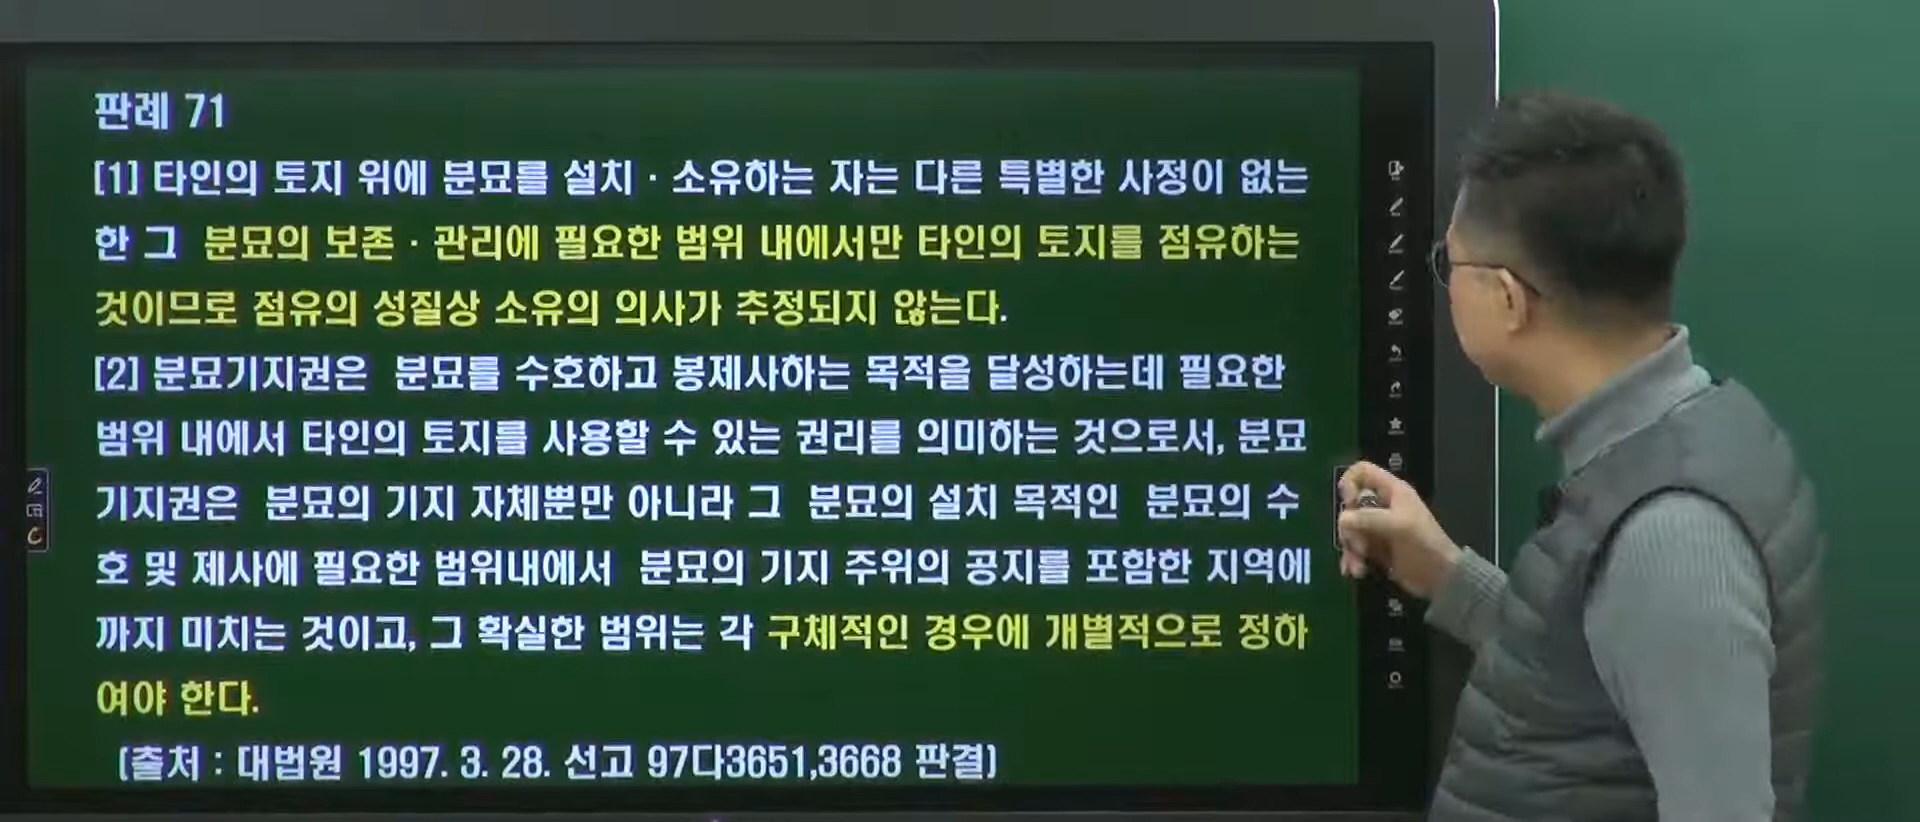 판례 71
[1] 타인의 토지 위에 분묘를 설치 · 소유하는 자는 다른 특별한 사정이 없는
한 그 분묘의 보존 · 관리에 필요한 범위 내에서만 타인의 토지를 점유하는
것이므로 점유의 성질상 소유의 의사가 추정되지 않는다.
[2] 분묘기지권은 분묘를 수호하고 봉제사하는 목적을 달성하는데 필요한
범위 내에서 타인의 토지를 사용할 수 있는 권리를 의미하는 것으로서, 분묘
기지권은 분묘의 기지 자체뿐만 아니라 그 분묘의 설치 목적인 분묘의 수
호 및 제사에 필요한 범위내에서 분묘의 기지 주위의 공지를 포함한 지역에
까지 미치는 것이고, 그 확실한 범위는 각 구체적인 경우에 개별적으로 정하
여야 한다.
(출처 : 대법원 1997. 3. 28. 선고 97다3651,3668 판결)